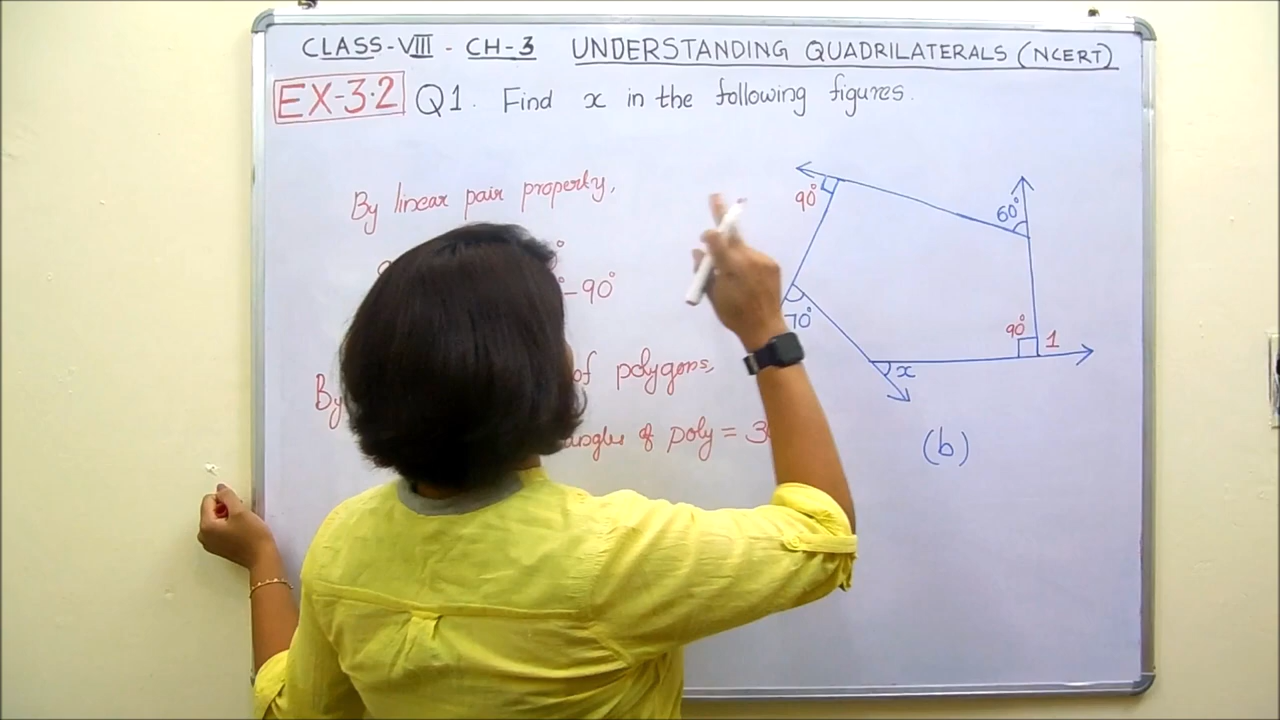 CLASS-VIII - CH-3 UNDERSTANDING QUADRILATERALS (NCERT)
EX-3.2 Q1. Find x in the following figures.
By linear pair property,
°
°-90°
By of polygons,
of poly = 3
90°
60°
70°
90°
1
x
(b)